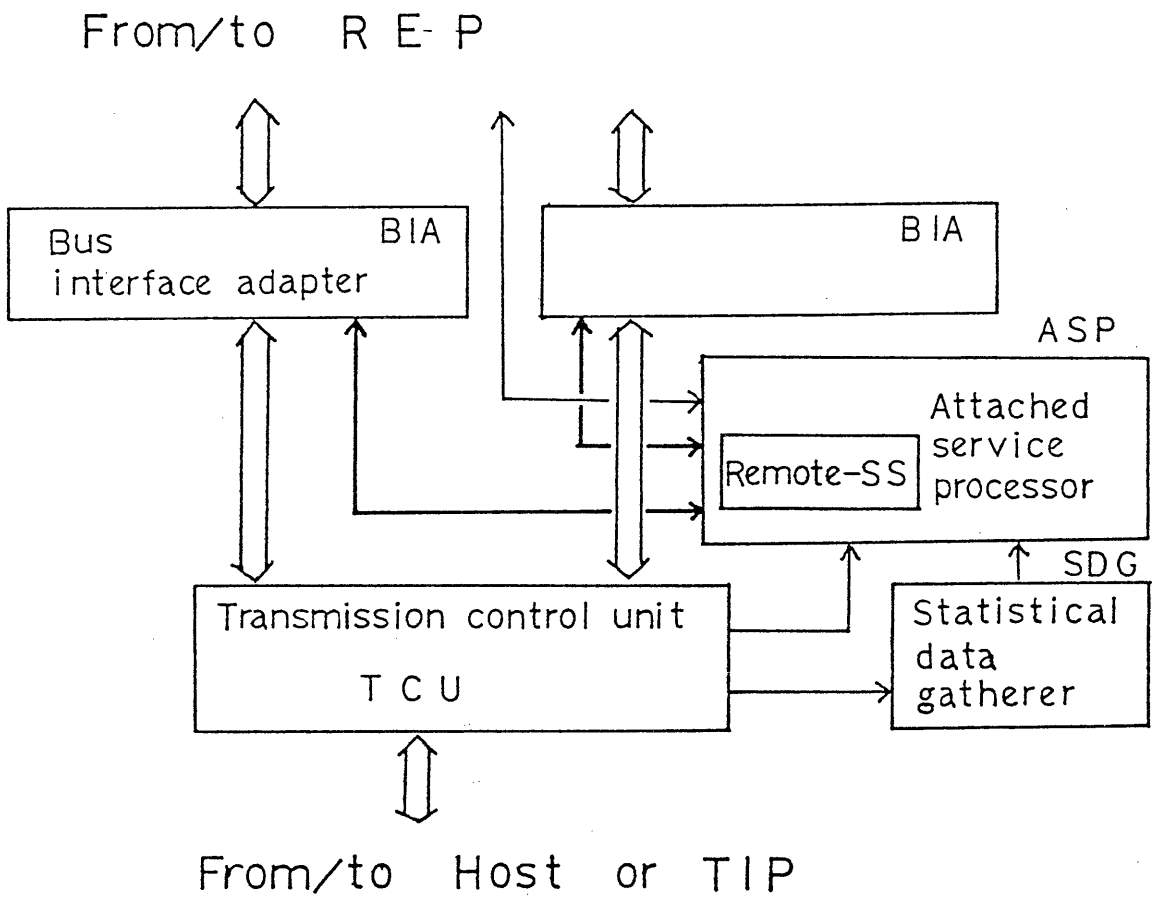 From/to R E-P
BIA
Bus
interface adapter
BIA
ASP
Attached
service
processor
Remote-SS
SDG
Statistical
data
gatherer
Transmission control unit
TCU
From/to Host or TIP